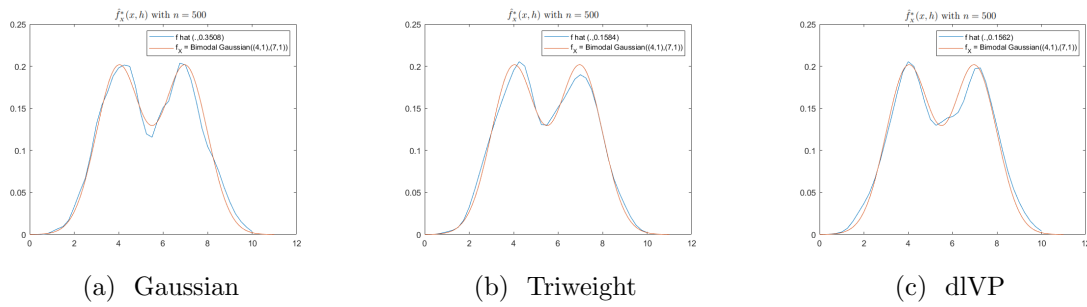 f̂*_X(x, h) with n = 500
0.25
0.2
0.15
0.1
0.05
0
0 2 4 6 8 10 12
f hat (.,0.3508)
f_X = Bimodal Gaussian((4,1),(7,1))
(a) Gaussian
f̂*_X(x, h) with n = 500
0.25
0.2
0.15
0.1
0.05
0
0 2 4 6 8 10 12
f hat (.,0.1584)
f_X = Bimodal Gaussian((4,1),(7,1))
(b) Triweight
f̂*_X(x, h) with n = 500
0.25
0.2
0.15
0.1
0.05
0
0 2 4 6 8 10 12
f hat (.,0.1562)
f_X = Bimodal Gaussian((4,1),(7,1))
(c) dlVP